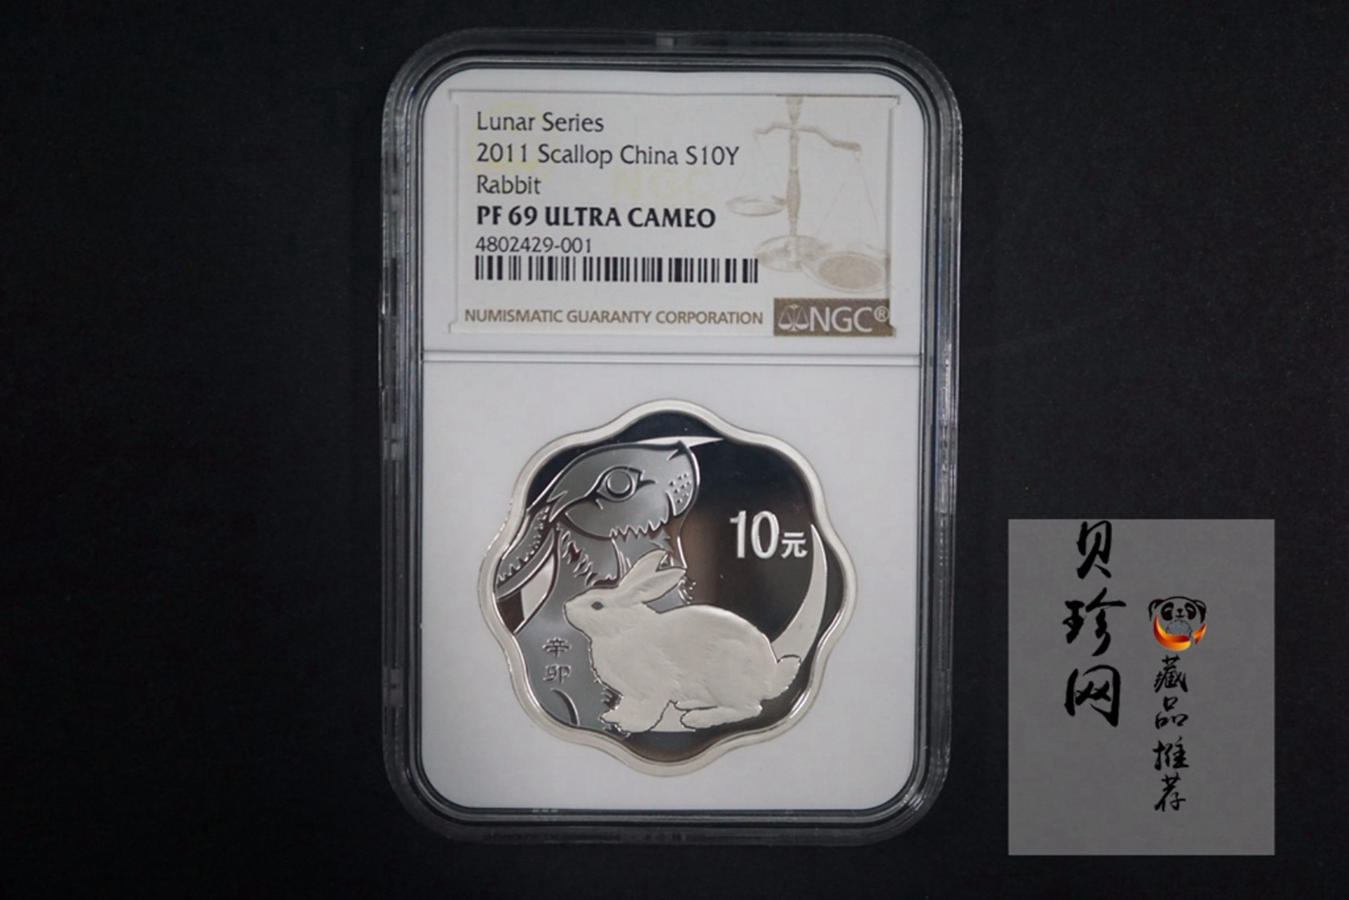 Lunar Series
2011 Scallop China S10Y
Rabbit
PF 69 ULTRA CAMEO
4802429-001
NUMISMATIC GUARANTY CORPORATION
NGC®
NGC
10元
辛
卯
贝珍网
藏品推荐